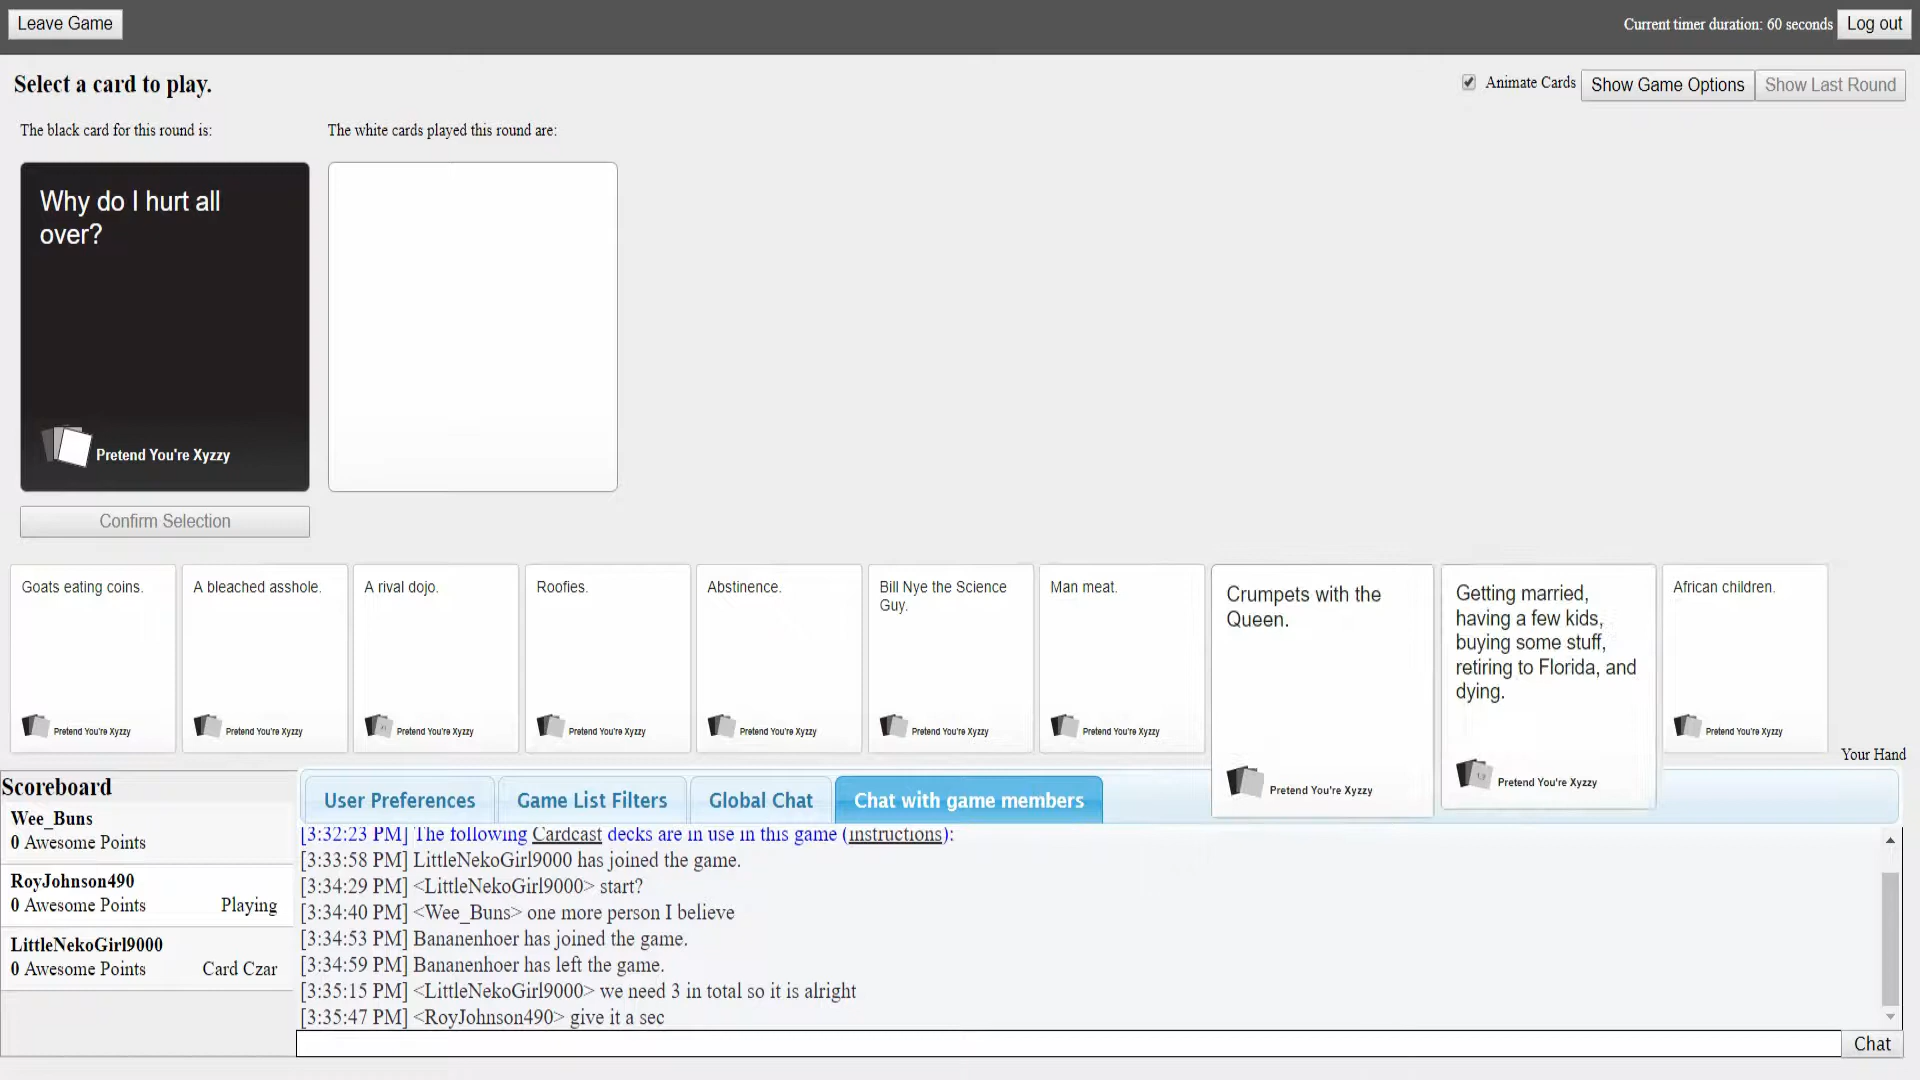 Leave Game
Current timer duration: 60 seconds
Log out
Select a card to play.
Animate Cards
Show Game Options
Show Last Round
The black card for this round is:
The white cards played this round are:
Why do I hurt all
over?
Pretend You're Xyzzy
Confirm Selection
Goats eating coins.
Pretend You're Xyzzy
A bleached asshole.
Pretend You're Xyzzy
A rival dojo.
Pretend You're Xyzzy
Roofies.
Pretend You're Xyzzy
Abstinence.
Pretend You're Xyzzy
Bill Nye the Science
Guy.
Pretend You're Xyzzy
Man meat.
Pretend You're Xyzzy
Crumpets with the
Queen.
Pretend You're Xyzzy
Getting married,
having a few kids,
buying some stuff,
retiring to Florida, and
dying.
Pretend You're Xyzzy
African children.
Pretend You're Xyzzy
Your Hand
Scoreboard
Wee_Buns
0 Awesome Points
RoyJohnson490
0 Awesome Points Playing
LittleNekoGirl9000
0 Awesome Points Card Czar
User Preferences
Game List Filters
Global Chat
Chat with game members
[3:32:23 PM] The following Cardcast decks are in use in this game (instructions):
[3:33:58 PM] LittleNekoGirl9000 has joined the game.
[3:34:29 PM] <LittleNekoGirl9000> start?
[3:34:40 PM] <Wee_Buns> one more person I believe
[3:34:53 PM] Bananenhoer has joined the game.
[3:34:59 PM] Bananenhoer has left the game.
[3:35:15 PM] <LittleNekoGirl9000> we need 3 in total so it is alright
[3:35:47 PM] <RoyJohnson490> give it a sec
Chat